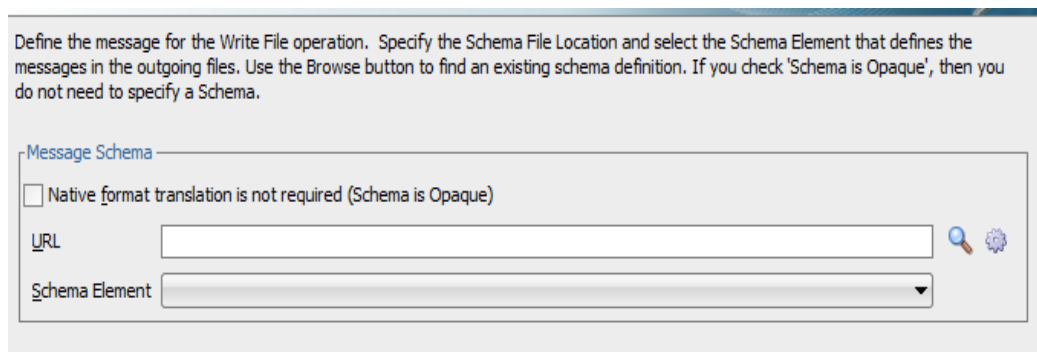 Define the message for the Write File operation.  Specify the Schema File Location and select the Schema Element that defines the
messages in the outgoing files. Use the Browse button to find an existing schema definition. If you check 'Schema is Opaque', then you
do not need to specify a Schema.
Message Schema
Native format translation is not required (Schema is Opaque)
URL
Schema Element